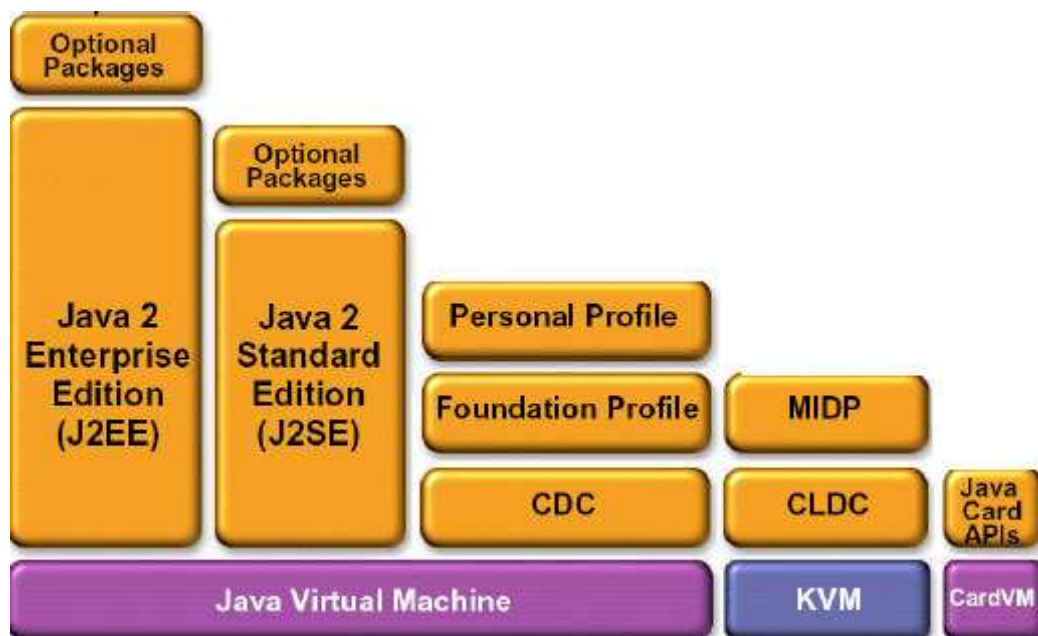 Optional
Packages
Java 2
Enterprise
Edition
(J2EE)
Optional
Packages
Java 2
Standard
Edition
(J2SE)
Personal Profile
Foundation Profile
CDC
MIDP
CLDC
Java
Card
APIs
Java Virtual Machine
KVM
CardVM